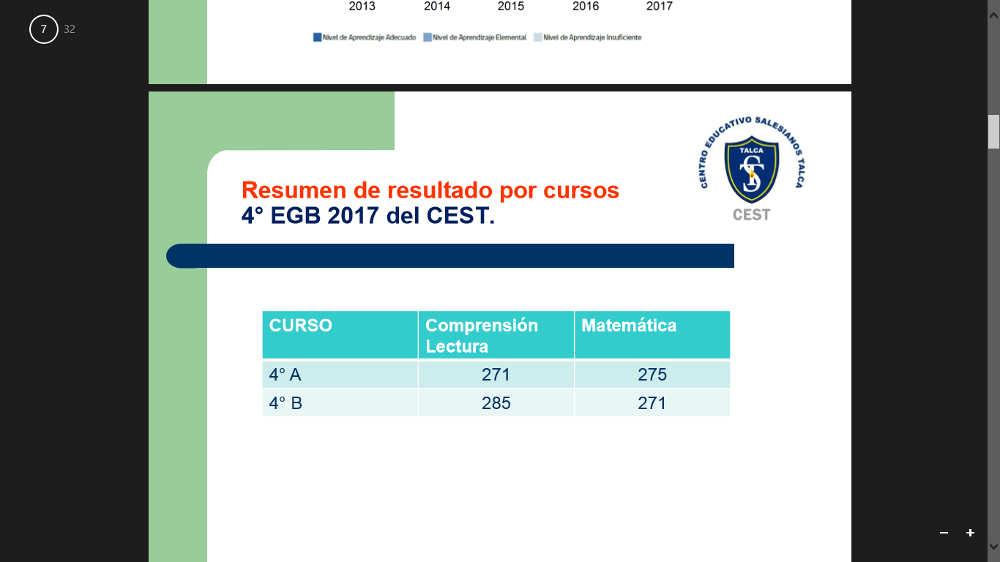 7 32
2013 2014 2015 2016 2017
Nivel de Aprendizaje Adecuado Nivel de Aprendizaje Elemental Nivel de Aprendizaje Insuficiente
CENTRO EDUCATIVO SALESIANOS TALCA
TALCA
ST
CEST
Resumen de resultado por cursos
4° EGB 2017 del CEST.
CURSO Comprensión Lectura Matemática
4° A 271 275
4° B 285 271